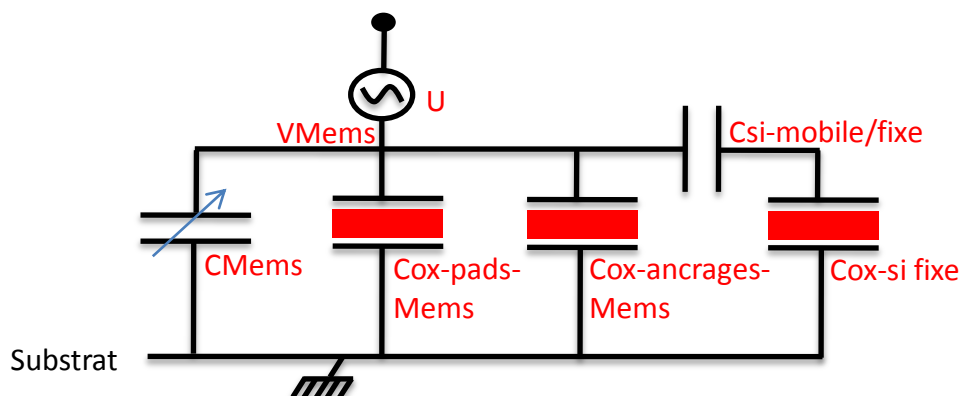 U
VMems
Csi-mobile/fixe
CMems
Cox-pads-
Mems
Cox-ancrages-
Mems
Cox-si fixe
Substrat